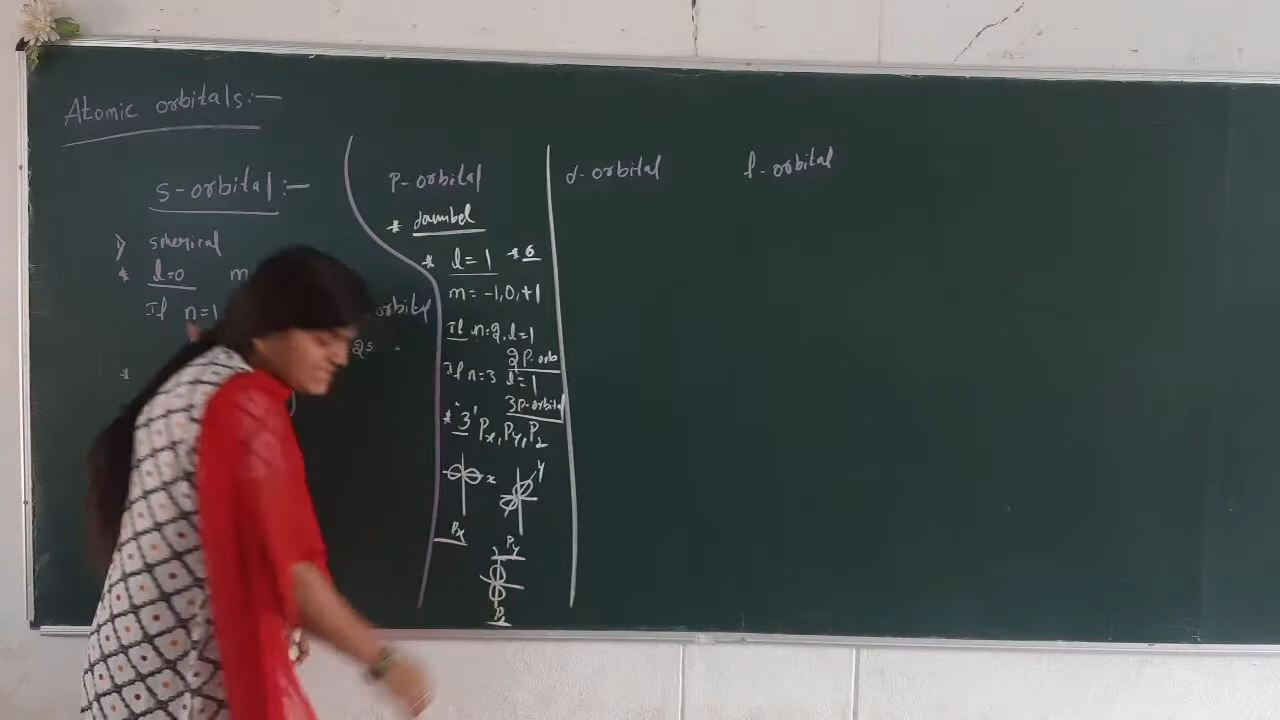 Atomic orbitals:-
s-orbital:-
> spherical
* l=0 m
If n=1 orbital
2s
*
P-orbital
* Dumbel
* l=1 * 6
m = -1,0,+1
If n=2, l=1
2P-orb
If n=3 l=1
3P-orbital
* '3' Px, Py, Pz
x
y
Px
Py
z
Pz
d-orbital
f-orbital